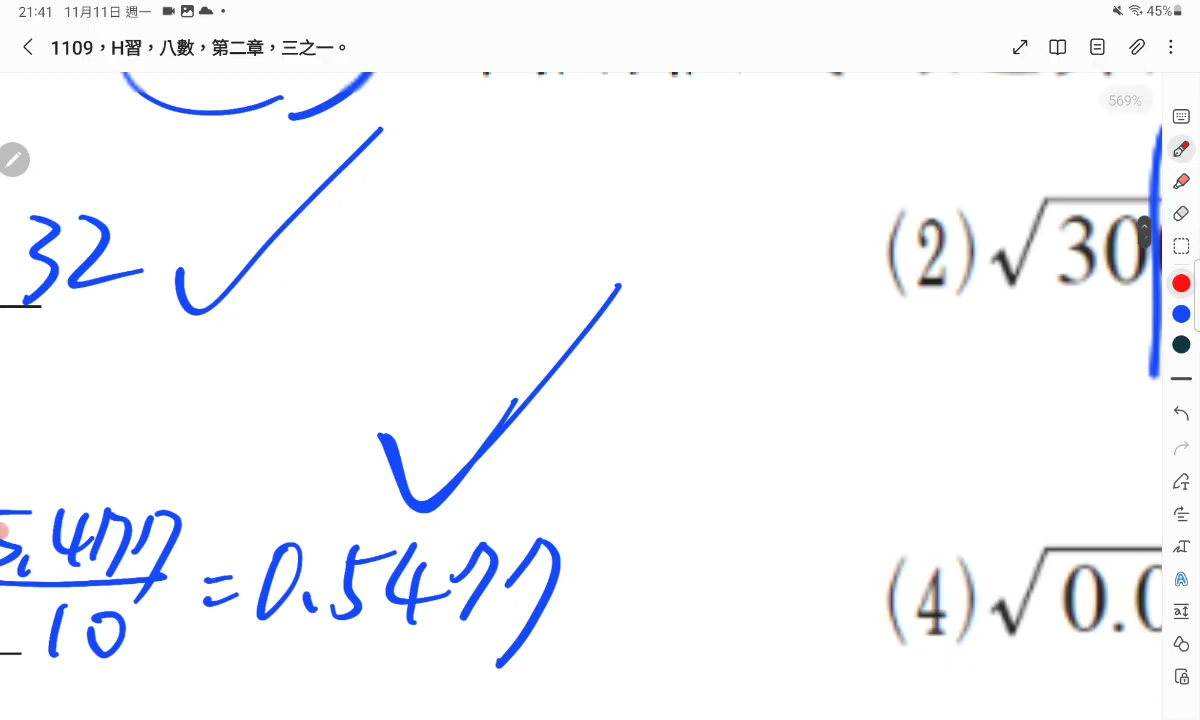 21:41 11月11日 週一 45%
1109，H習，八數，第二章，三之一。
569%
32
(2)√30
5.477/10 = 0.5477
(4)√0.0